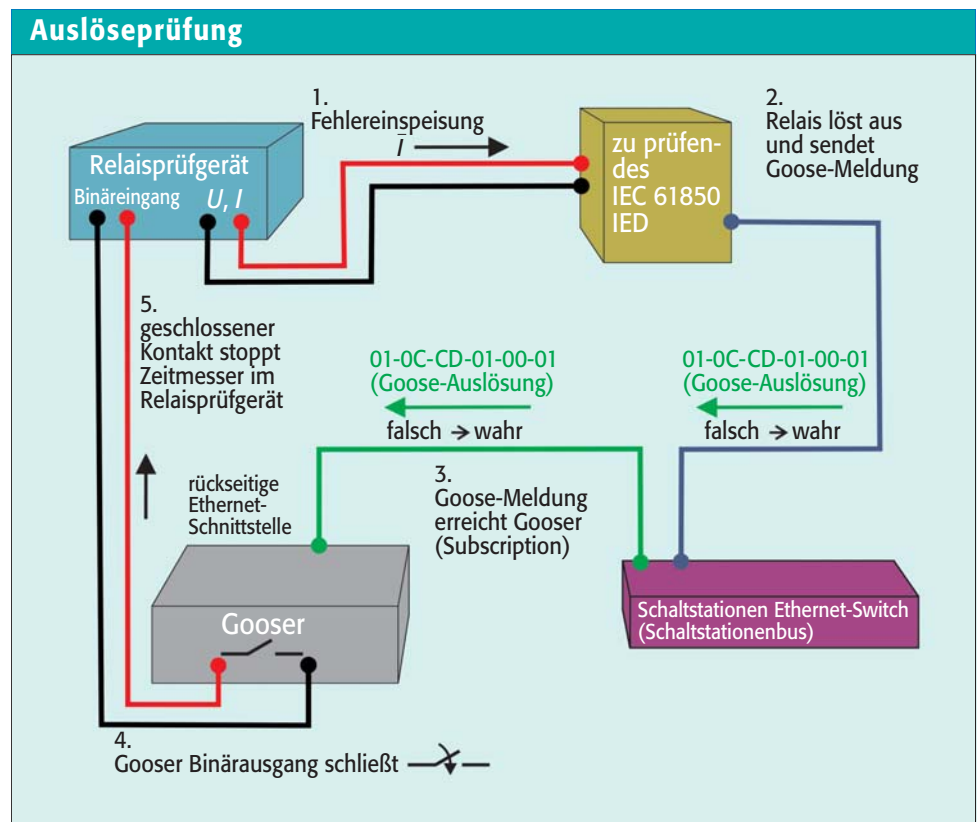 Auslöseprüfung
1.
Fehlereinspeisung
I
2.
Relais löst aus
und sendet
Goose-Meldung
Relaisprüfgerät
Binäreingang U, I
zu prüfen-
des
IEC 61850
IED
5.
geschlossener
Kontakt stoppt
Zeitmesser im
Relaisprüfgerät
01-0C-CD-01-00-01
(Goose-Auslösung)
falsch → wahr
01-0C-CD-01-00-01
(Goose-Auslösung)
falsch → wahr
3.
Goose-Meldung
erreicht Gooser
(Subscription)
rückseitige
Ethernet-
Schnittstelle
Gooser
Schaltstationen Ethernet-Switch
(Schaltstationenbus)
4.
Gooser Binärausgang schließt